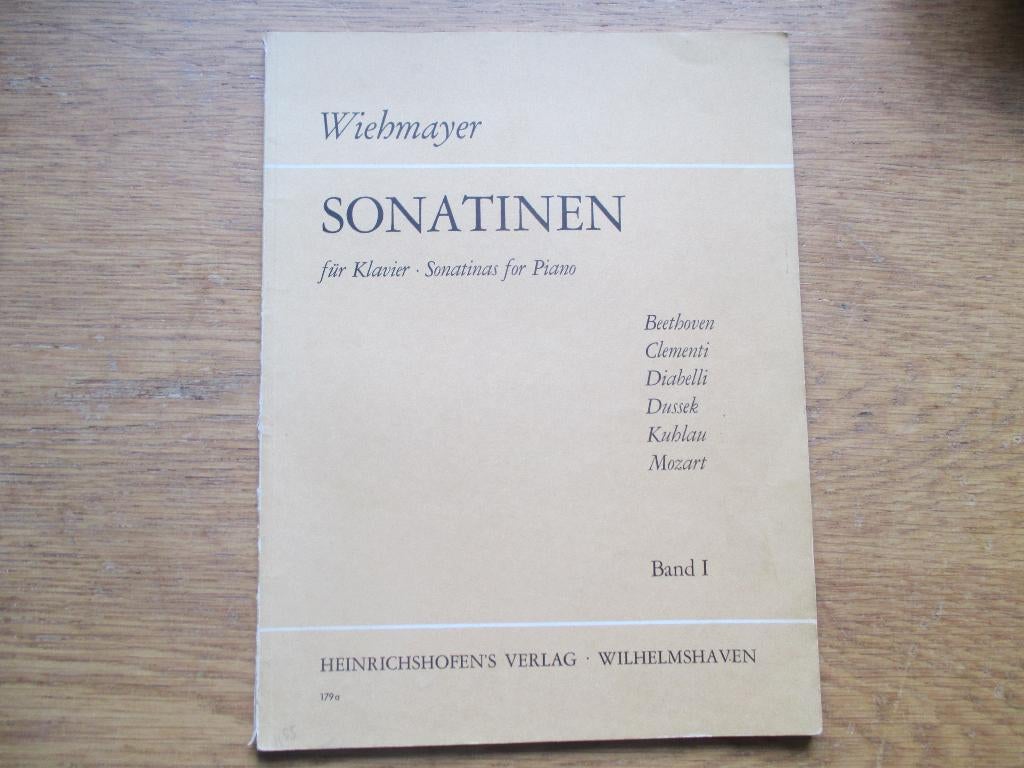 Wiehmayer
SONATINEN
für Klavier · Sonatinas for Piano
Beethoven
Clementi
Diabelli
Dussek
Kuhlau
Mozart
Band I
HEINRICHSHOFEN'S VERLAG · WILHELMSHAVEN
179a